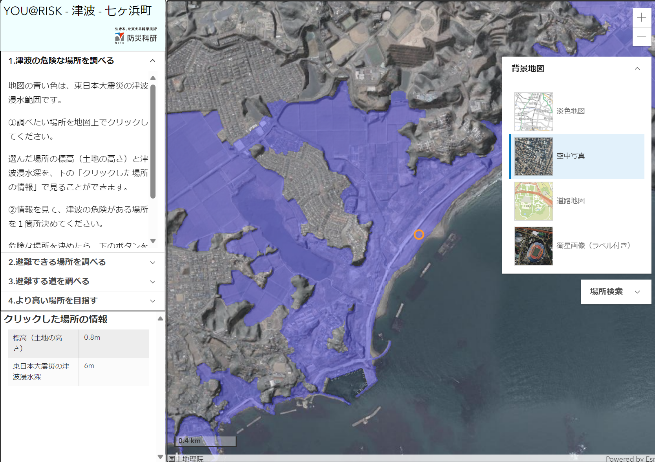 YOU@RISK - 津波 - 七ヶ浜町
防災科研
1.津波の危険な場所を調べる
地図の青い色は、東日本大震災の津波
浸水範囲です。
①調べたい場所を地図上でクリックし
てください。
選んだ場所の標高（土地の高さ）と津
波浸水深を、下の「クリックした場所
の情報」で見ることができます。
②情報を見て、津波の危険がある場所
を１箇所決めてください。
危険な場所を決めたら、下のボタンを
2.避難できる場所を調べる
3.避難する道を調べる
4.より高い場所を目指す
クリックした場所の情報
標高（土地の高
さ）
0.8m
東日本大震災の津
波浸水深
6m
背景地図
淡色地図
空中写真
道路地図
衛星画像（ラベル付き）
場所検索
0.4 km
地理院
Powered by Esr